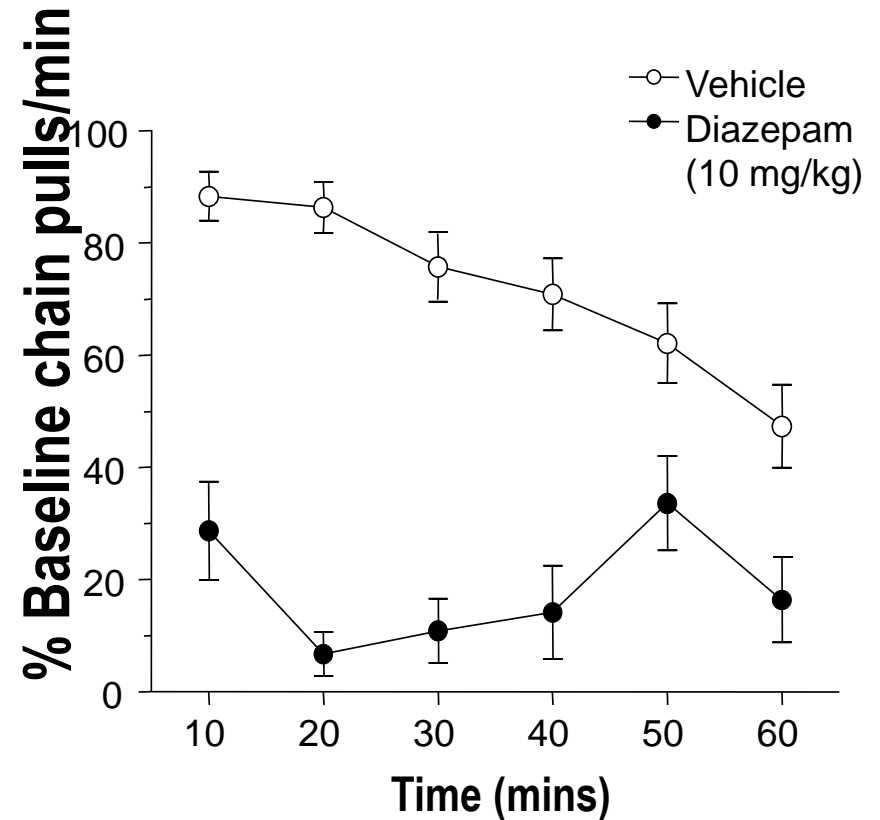 % Baseline chain pulls/min
Vehicle
Diazepam
(10 mg/kg)
100
80
60
40
20
0
10 20 30 40 50 60
Time (mins)